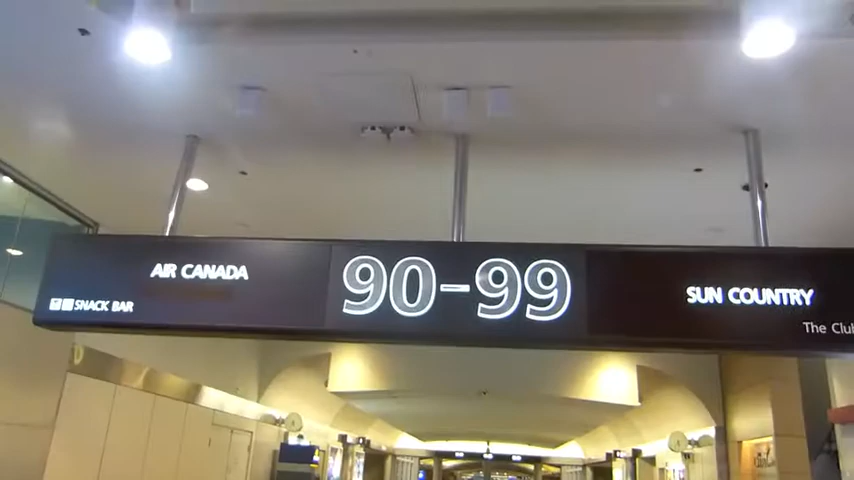 AIR CANADA
SNACK BAR
90-99
SUN COUNTRY
The Club